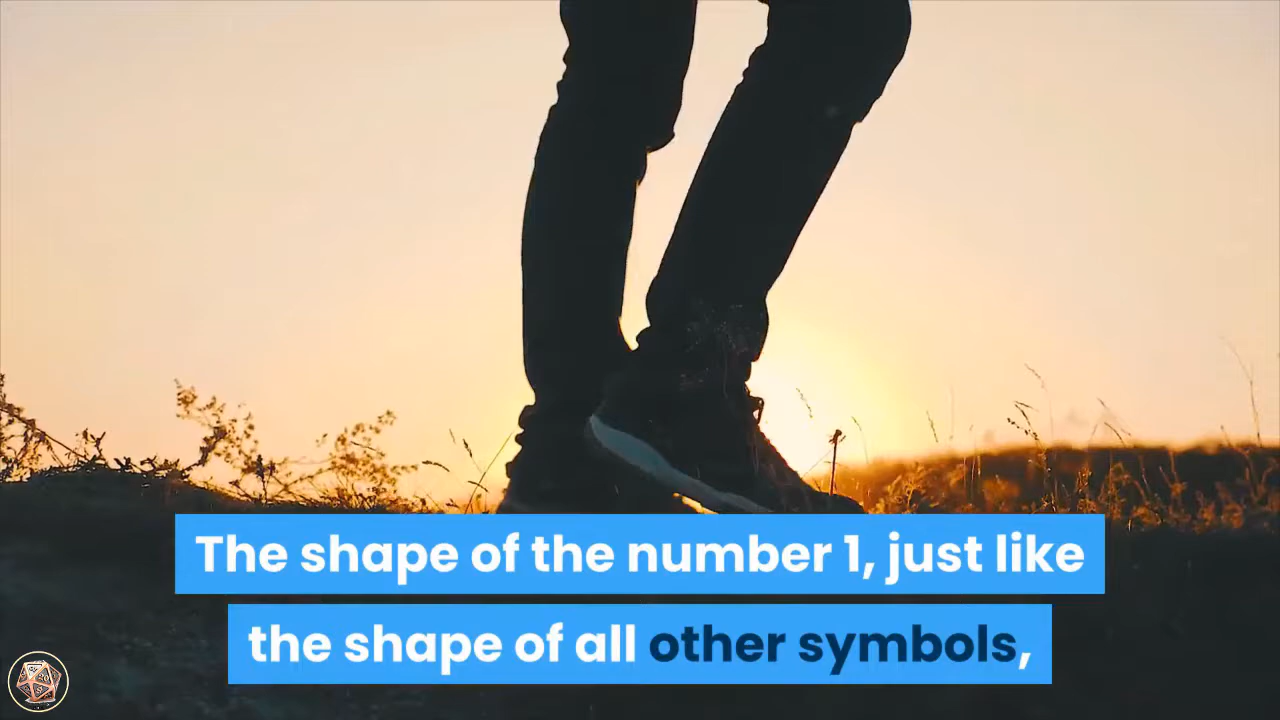 The shape of the number 1, just like
the shape of all other symbols,